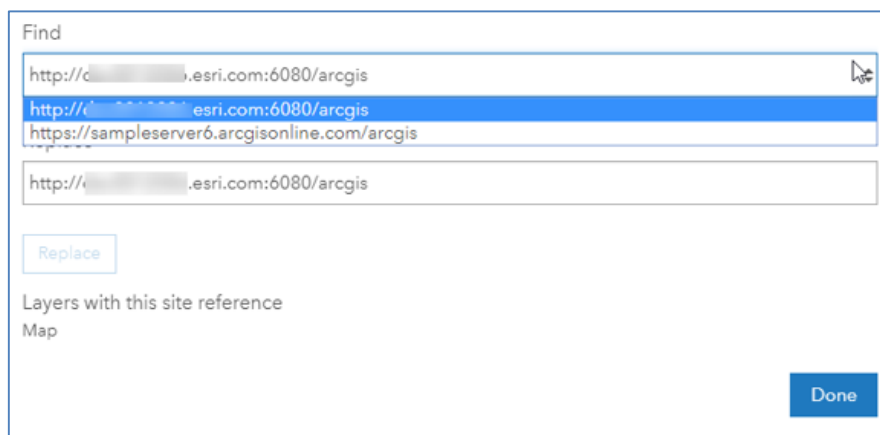 Find
http://d .esri.com:6080/arcgis
http:// esri.com:6080/arcgis
https://sampleserver6.arcgisonline.com/arcgis
Replace
http:// .esri.com:6080/arcgis
Replace
Layers with this site reference
Map
Done